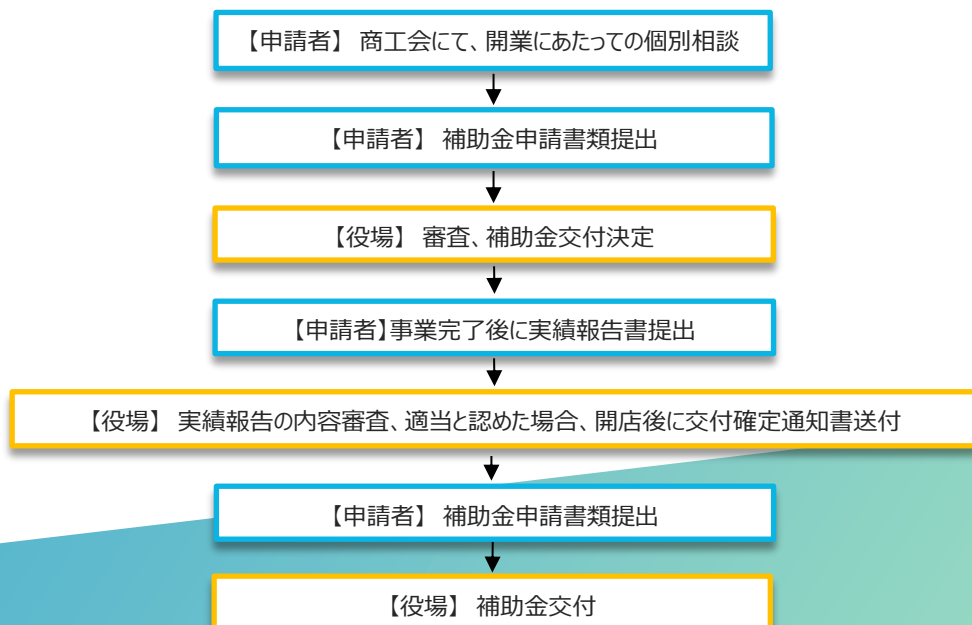 【申請者】 商工会にて、開業にあたっての個別相談
【申請者】 補助金申請書類提出
【役場】 審査、補助金交付決定
【申請者】事業完了後に実績報告書提出
【役場】 実績報告の内容審査、適当と認めた場合、開店後に交付確定通知書送付
【申請者】 補助金申請書類提出
【役場】 補助金交付